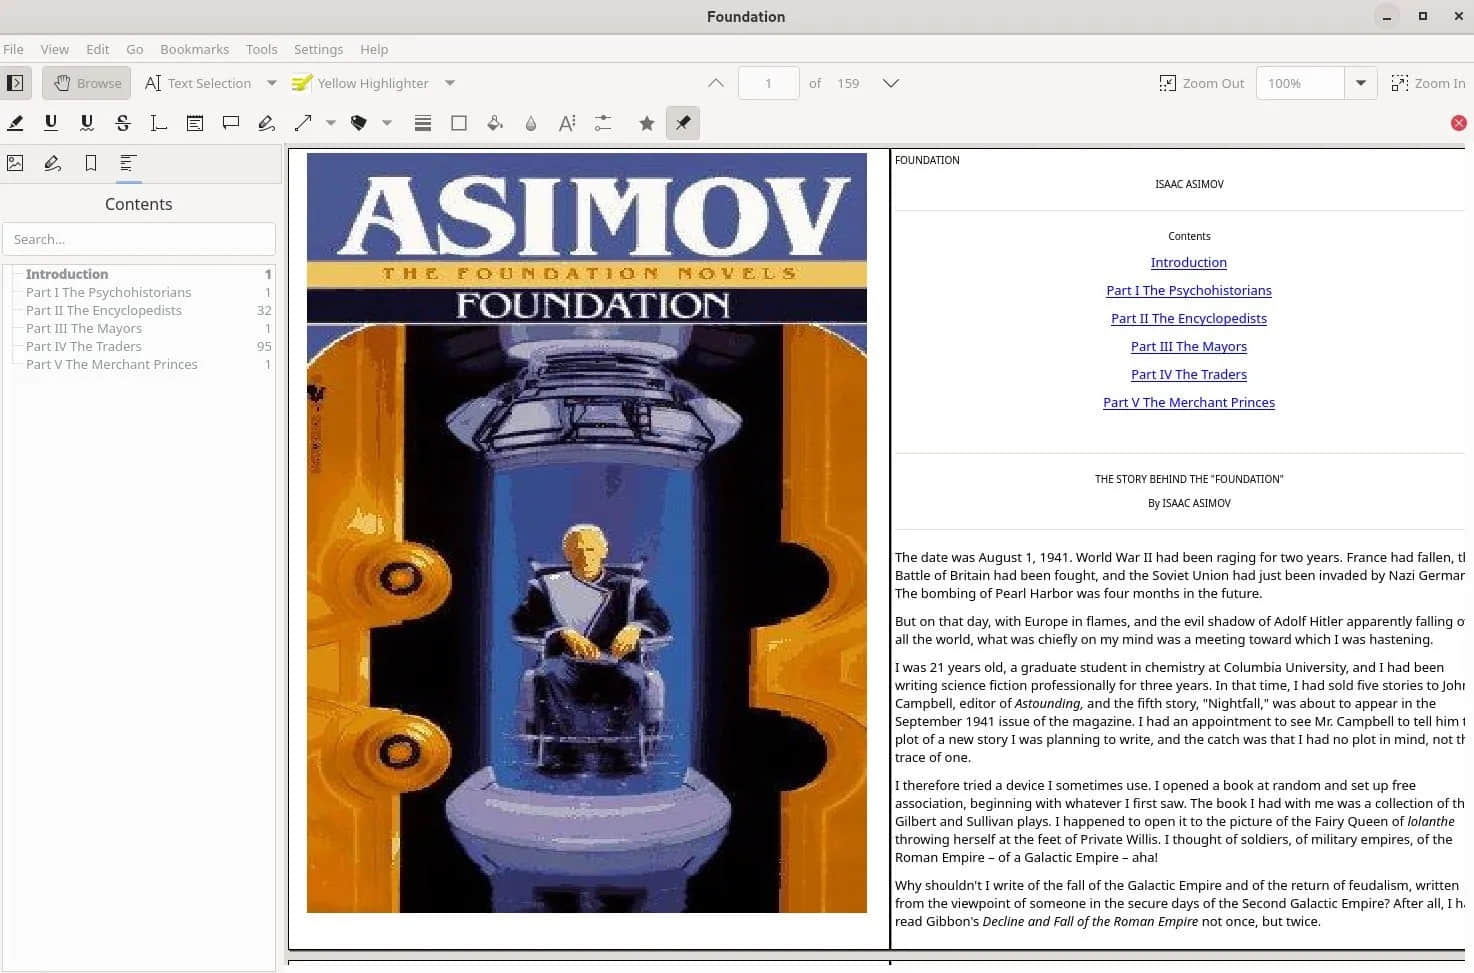 Foundation
File View Edit Go Bookmarks Tools Settings Help
Browse Text Selection Yellow Highlighter 1 of 159 Zoom Out 100% Zoom In
Contents
Search...
Introduction 1
Part I The Psychohistorians 1
Part II The Encyclopedists 32
Part III The Mayors 1
Part IV The Traders 95
Part V The Merchant Princes 1
ASIMOV
THE FOUNDATION NOVELS
FOUNDATION
FOUNDATION
ISAAC ASIMOV
Contents
Introduction
Part I The Psychohistorians
Part II The Encyclopedists
Part III The Mayors
Part IV The Traders
Part V The Merchant Princes
THE STORY BEHIND THE "FOUNDATION"
By ISAAC ASIMOV
The date was August 1, 1941. World War II had been raging for two years. France had fallen,
Battle of Britain had been fought, and the Soviet Union had just been invaded by Nazi
The bombing of Pearl Harbor was four months in the future.
But on that day, with Europe in flames, and the evil shadow of Adolf Hitler apparently falling
all the world, what was chiefly on my mind was a meeting toward which I was hastening.
I was 21 years old, a graduate student in chemistry at Columbia University, and I had been
writing science fiction professionally for three years. In that time, I had sold five stories to
Campbell, editor of Astounding, and the fifth story, "Nightfall," was about to appear in the
September 1941 issue of the magazine. I had an appointment to see Mr. Campbell to tell him
plot of a new story I was planning to write, and the catch was that I had no plot in mind, not
trace of one.
I therefore tried a device I sometimes use. I opened a book at random and set up free
association, beginning with whatever I first saw. The book I had with me was a collection of
Gilbert and Sullivan plays. I happened to open it to the picture of the Fairy Queen of lolanthe
throwing herself at the feet of Private Willis. I thought of soldiers, of military empires, of the
Roman Empire – of a Galactic Empire – aha!
Why shouldn't I write of the fall of the Galactic Empire and of the return of feudalism, written
from the viewpoint of someone in the secure days of the Second Galactic Empire? After all, I
read Gibbon's Decline and Fall of the Roman Empire not once, but twice.